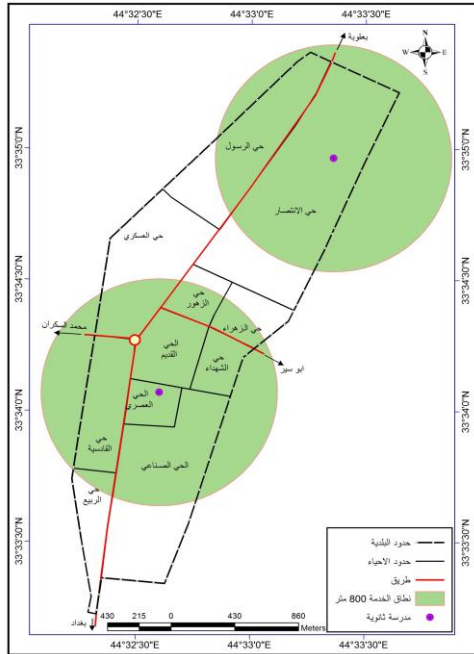 44°32'30"E 44°33'0"E 44°33'30"E
33°35'0"N
33°34'30"N
33°34'0"N
33°33'30"N
33°35'0"N
33°34'30"N
33°34'0"N
33°33'30"N
بعقوبة
N
W E
S
حي الرسول
حي الانتصار
حي العسكري
حي
الزهور
حي الزهراء
محمد السكران
الحي
القديم
حي
الشهداء
ابو سير
الحي
العصري
حي
القادسية
الحي الصناعي
حي
الربيع
بغداد
حدود البلدية
حدود الاحياء
طريق
نطاق الخدمة 800 متر
مدرسة ثانوية
430 215 0 430 860
Meters
44°32'30"E 44°33'0"E 44°33'30"E